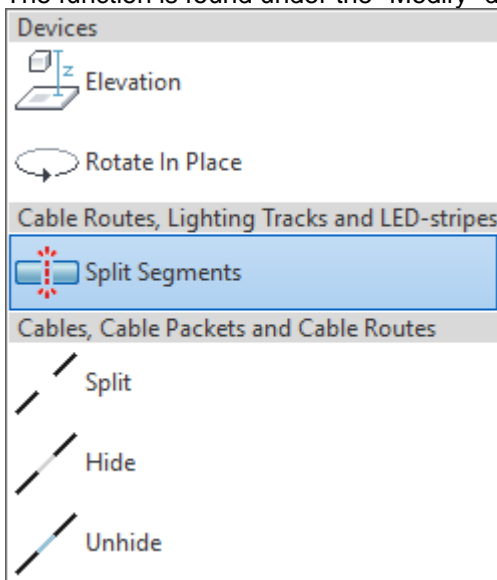 The function is found under the "Modify"
Devices
Z
Elevation
Rotate In Place
Cable Routes, Lighting Tracks and LED-stripes
Split Segments
Cables, Cable Packets and Cable Routes
Split
Hide
Unhide